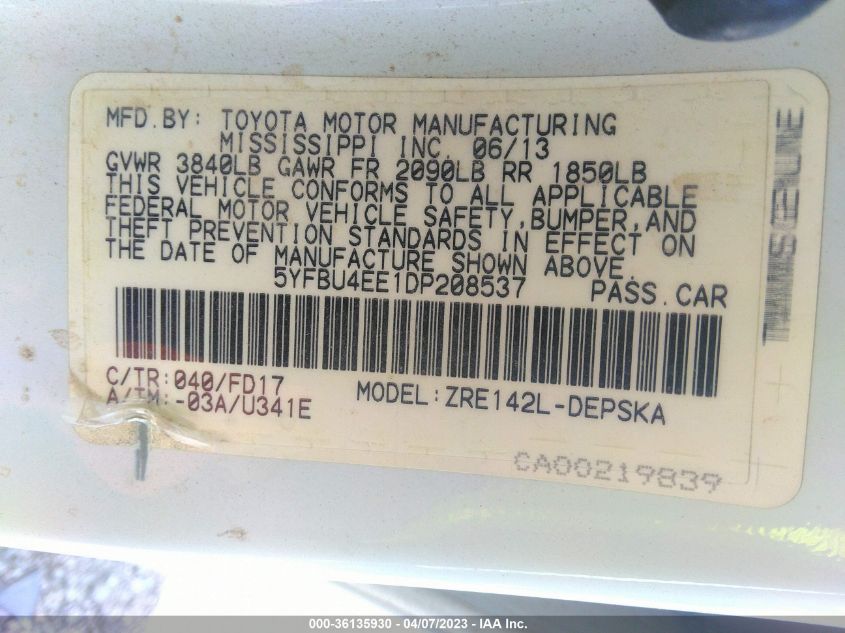 MFD.BY: TOYOTA MOTOR MANUFACTURING
MISSISSIPPI INC. 06/13
GVWR 3840LB GAWR FR 2090LB RR 1850LB
THIS VEHICLE CONFORMS TO ALL APPLICABLE
FEDERAL MOTOR VEHICLE SAFETY,BUMPER,AND
THEFT PREVENTION STANDARDS IN EFFECT ON
THE DATE OF MANUFACTURE SHOWN ABOVE.
5YFBU4EE1DP208537 PASS.CAR
C/TR:040/FD17
A/TM:-03A/U341E
MODEL:ZRE142L-DEPSKA
CA00219839
000-36135930 - 04/07/2023 - IAA Inc.